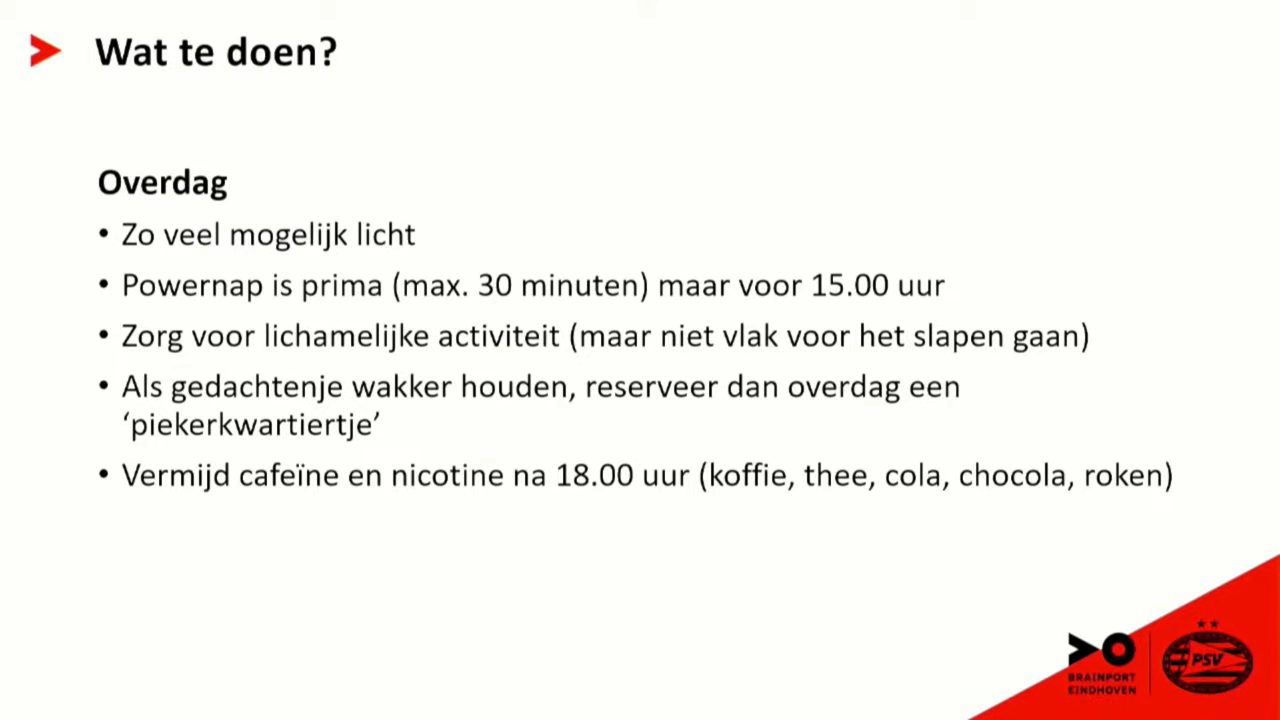 Wat te doen?
Overdag
• Zo veel mogelijk licht
• Powernap is prima (max. 30 minuten) maar voor 15.00 uur
• Zorg voor lichamelijke activiteit (maar niet vlak voor het slapen gaan)
• Als gedachtenje wakker houden, reserveer dan overdag een
‘piekerkwartiertje’
• Vermijd cafeïne en nicotine na 18.00 uur (koffie, thee, cola, chocola, roken)
BRAINPORT
EINDHOVEN
PSV